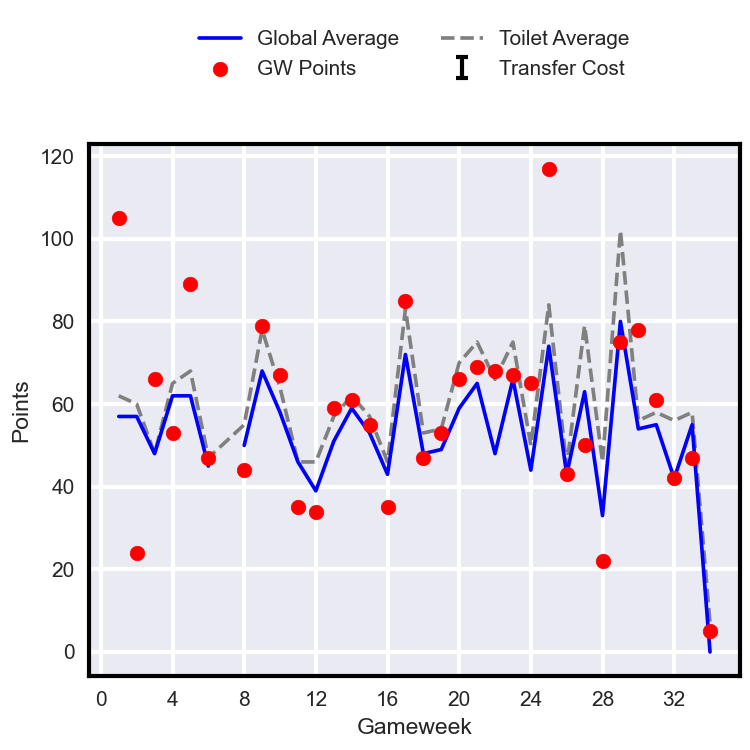 Global Average
Toilet Average
GW Points
Transfer Cost
120
100
80
60
40
20
0
Points
0 4 8 12 16 20 24 28 32
Gameweek